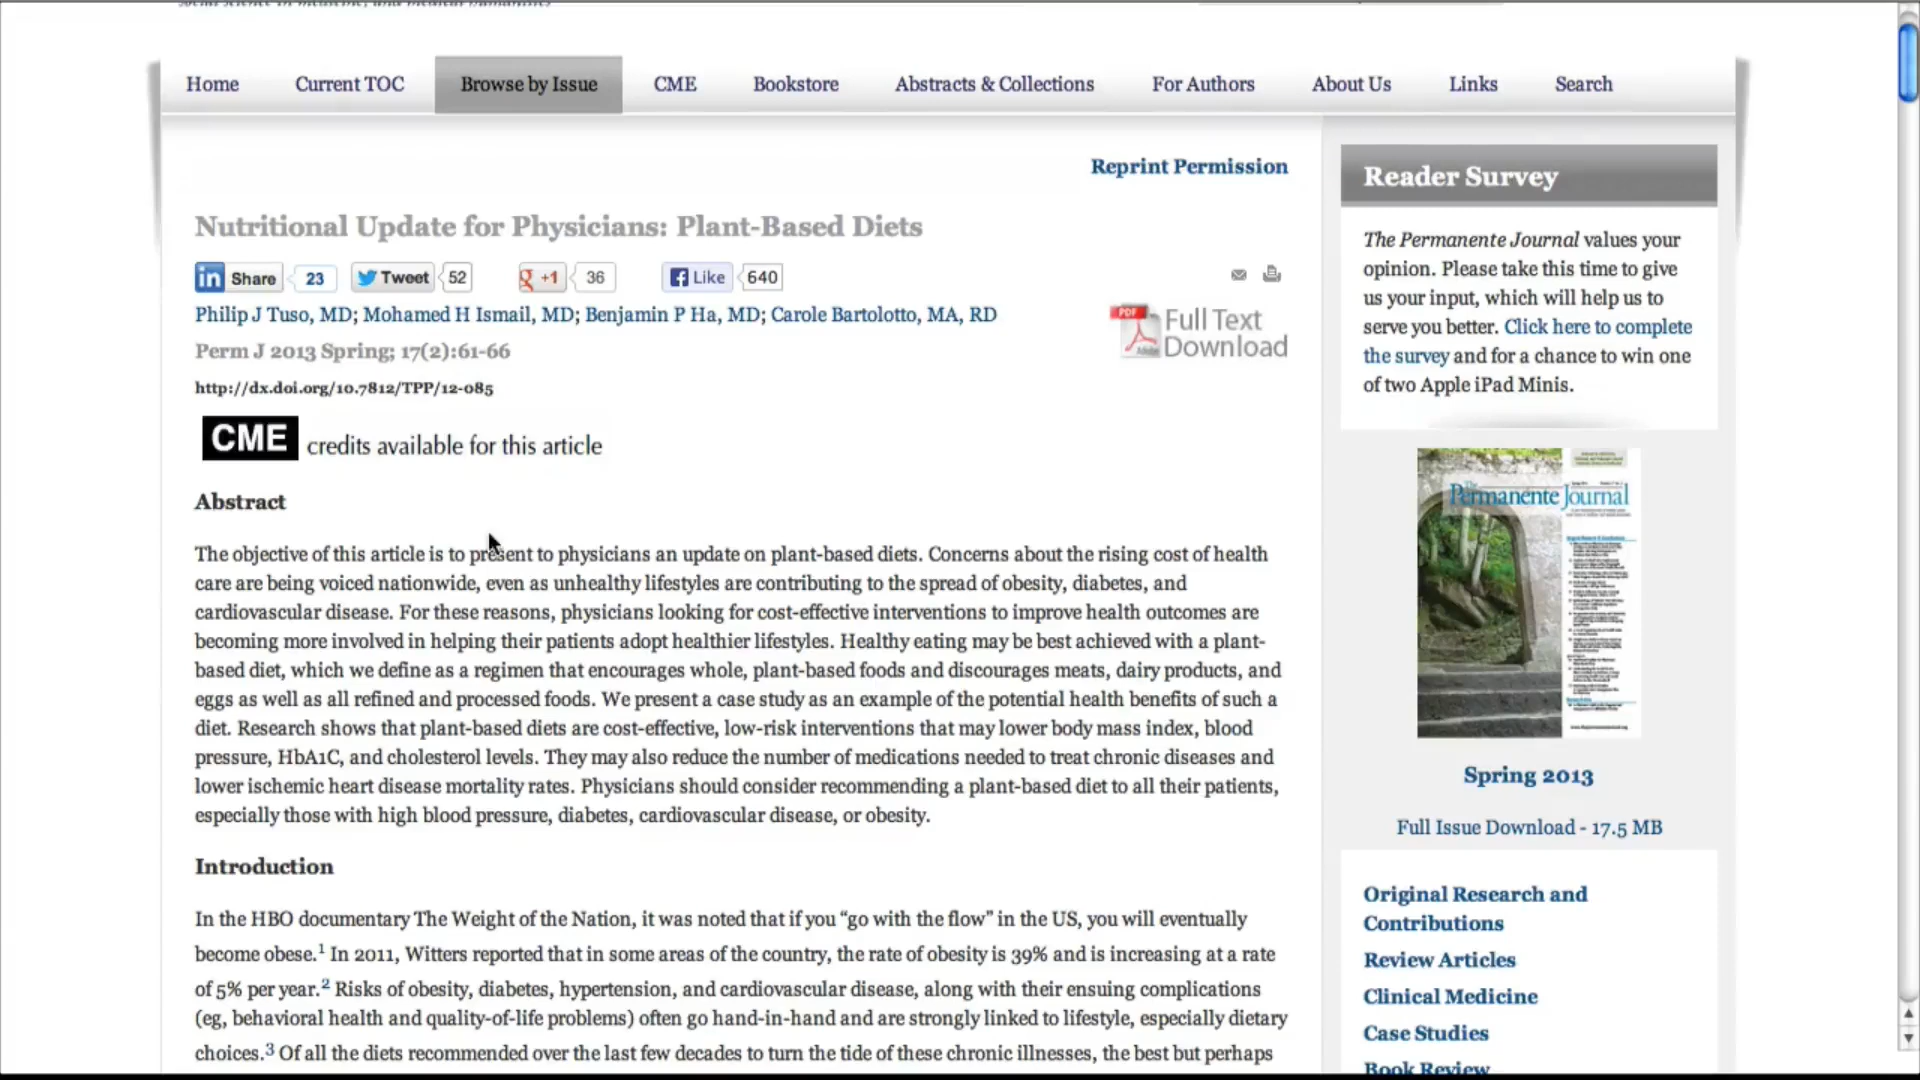 Home Current TOC Browse by Issue CME Bookstore Abstracts & Collections For Authors About Us Links Search
Reprint Permission
Nutritional Update for Physicians: Plant-Based Diets
in Share 23 Tweet 52 g +1 36 f Like 640
Philip J Tuso, MD; Mohamed H Ismail, MD; Benjamin P Ha, MD; Carole Bartolotto, MA, RD
Perm J 2013 Spring; 17(2):61-66
http://dx.doi.org/10.7812/TPP/12-085
PDF
Adobe
Full Text
Download
CME credits available for this article
Abstract
The objective of this article is to present to physicians an update on plant-based diets. Concerns about the rising cost of health
care are being voiced nationwide, even as unhealthy lifestyles are contributing to the spread of obesity, diabetes, and
cardiovascular disease. For these reasons, physicians looking for cost-effective interventions to improve health outcomes are
becoming more involved in helping their patients adopt healthier lifestyles. Healthy eating may be best achieved with a plant-
based diet, which we define as a regimen that encourages whole, plant-based foods and discourages meats, dairy products, and
eggs as well as all refined and processed foods. We present a case study as an example of the potential health benefits of such a
diet. Research shows that plant-based diets are cost-effective, low-risk interventions that may lower body mass index, blood
pressure, HbA1C, and cholesterol levels. They may also reduce the number of medications needed to treat chronic diseases and
lower ischemic heart disease mortality rates. Physicians should consider recommending a plant-based diet to all their patients,
especially those with high blood pressure, diabetes, cardiovascular disease, or obesity.
Introduction
In the HBO documentary The Weight of the Nation, it was noted that if you “go with the flow” in the US, you will eventually
become obese.1 In 2011, Witters reported that in some areas of the country, the rate of obesity is 39% and is increasing at a rate
of 5% per year.2 Risks of obesity, diabetes, hypertension, and cardiovascular disease, along with their ensuing complications
(eg, behavioral health and quality-of-life problems) often go hand-in-hand and are strongly linked to lifestyle, especially dietary
choices.3 Of all the diets recommended over the last few decades to turn the tide of these chronic illnesses, the best but perhaps
Reader Survey
The Permanente Journal values your
opinion. Please take this time to give
us your input, which will help us to
serve you better. Click here to complete
the survey and for a chance to win one
of two Apple iPad Minis.
The
Permanente Journal
Spring 2013
Full Issue Download - 17.5 MB
Original Research and
Contributions
Review Articles
Clinical Medicine
Case Studies
Book Review